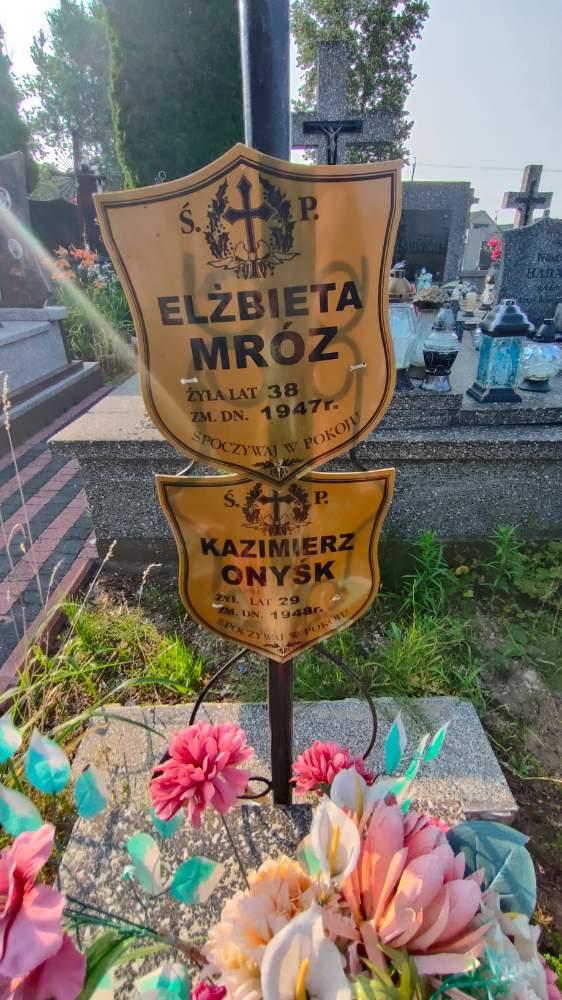 Ś. P.
ELŻBIETA
MRÓZ
ŻYŁA LAT 38
ZM. DN. 1947r.
SPOCZYWAJ W POKOJU
Ś. P.
KAZIMIERZ
ONYŚK
ŻYŁ LAT 29
ZM. DN. 1948r.
SPOCZYWAJ W POKOJU